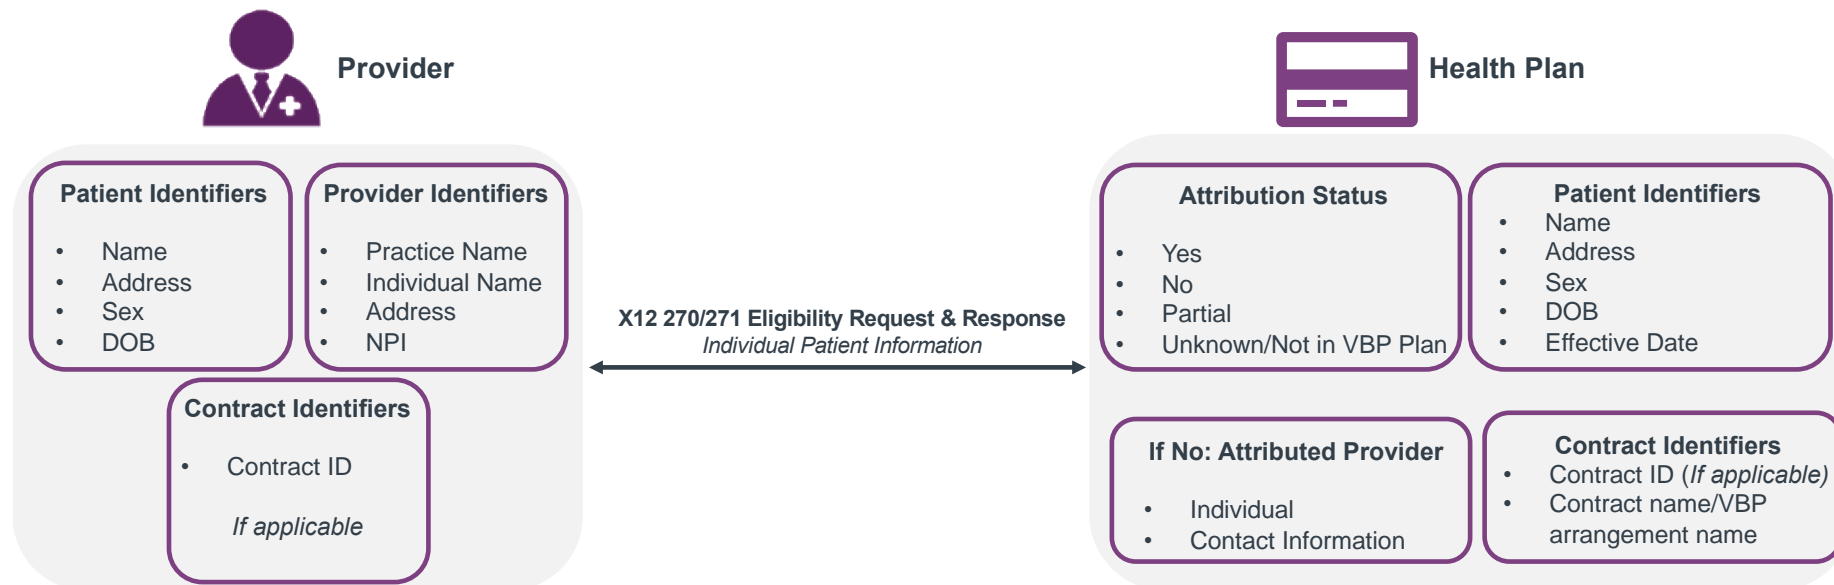 Provider
Patient Identifiers
• Name
• Address
• Sex
• DOB
Provider Identifiers
• Practice Name
• Individual Name
• Address
• NPI
Contract Identifiers
• Contract ID
If applicable
X12 270/271 Eligibility Request & Response
Individual Patient Information
Health Plan
Attribution Status
• Yes
• No
• Partial
• Unknown/Not in VBP Plan
Patient Identifiers
• Name
• Address
• Sex
• DOB
• Effective Date
If No: Attributed Provider
• Individual
• Contact Information
Contract Identifiers
• Contract ID (If applicable)
• Contract name/VBP
arrangement name